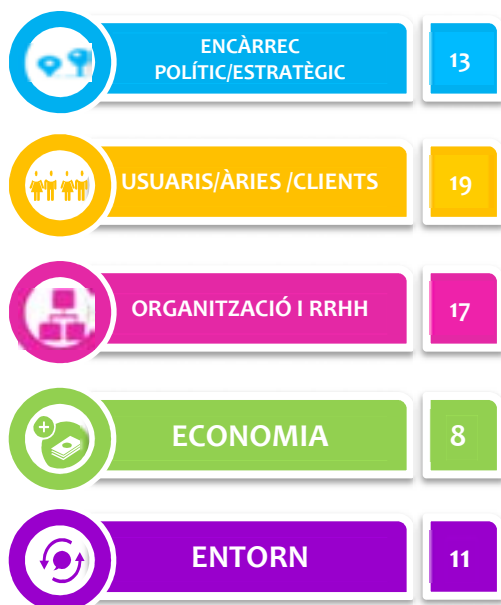 ENCÀRREC
POLÍTIC/ESTRATÈGIC
13
USUARIS/ÀRIES /CLIENTS
19
ORGANITZACIÓ I RRHH
17
ECONOMIA
8
ENTORN
11